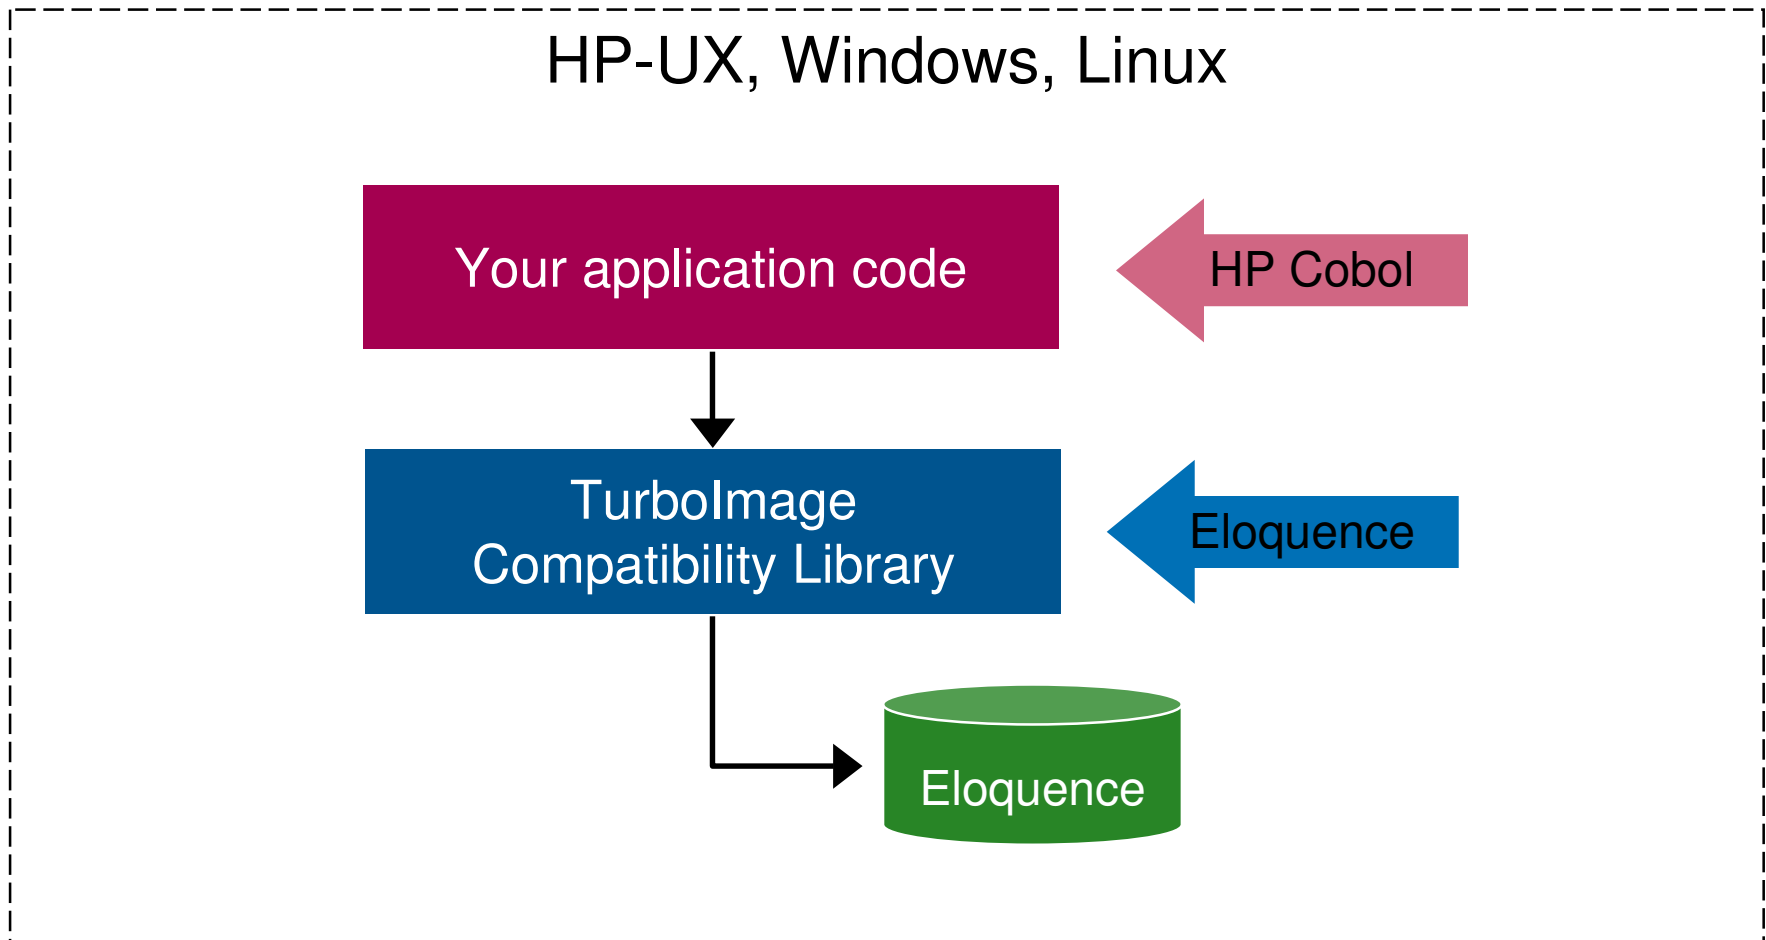 HP-UX, Windows, Linux
Your application code
HP Cobol
TurboImage
Compatibility Library
Eloquence
Eloquence